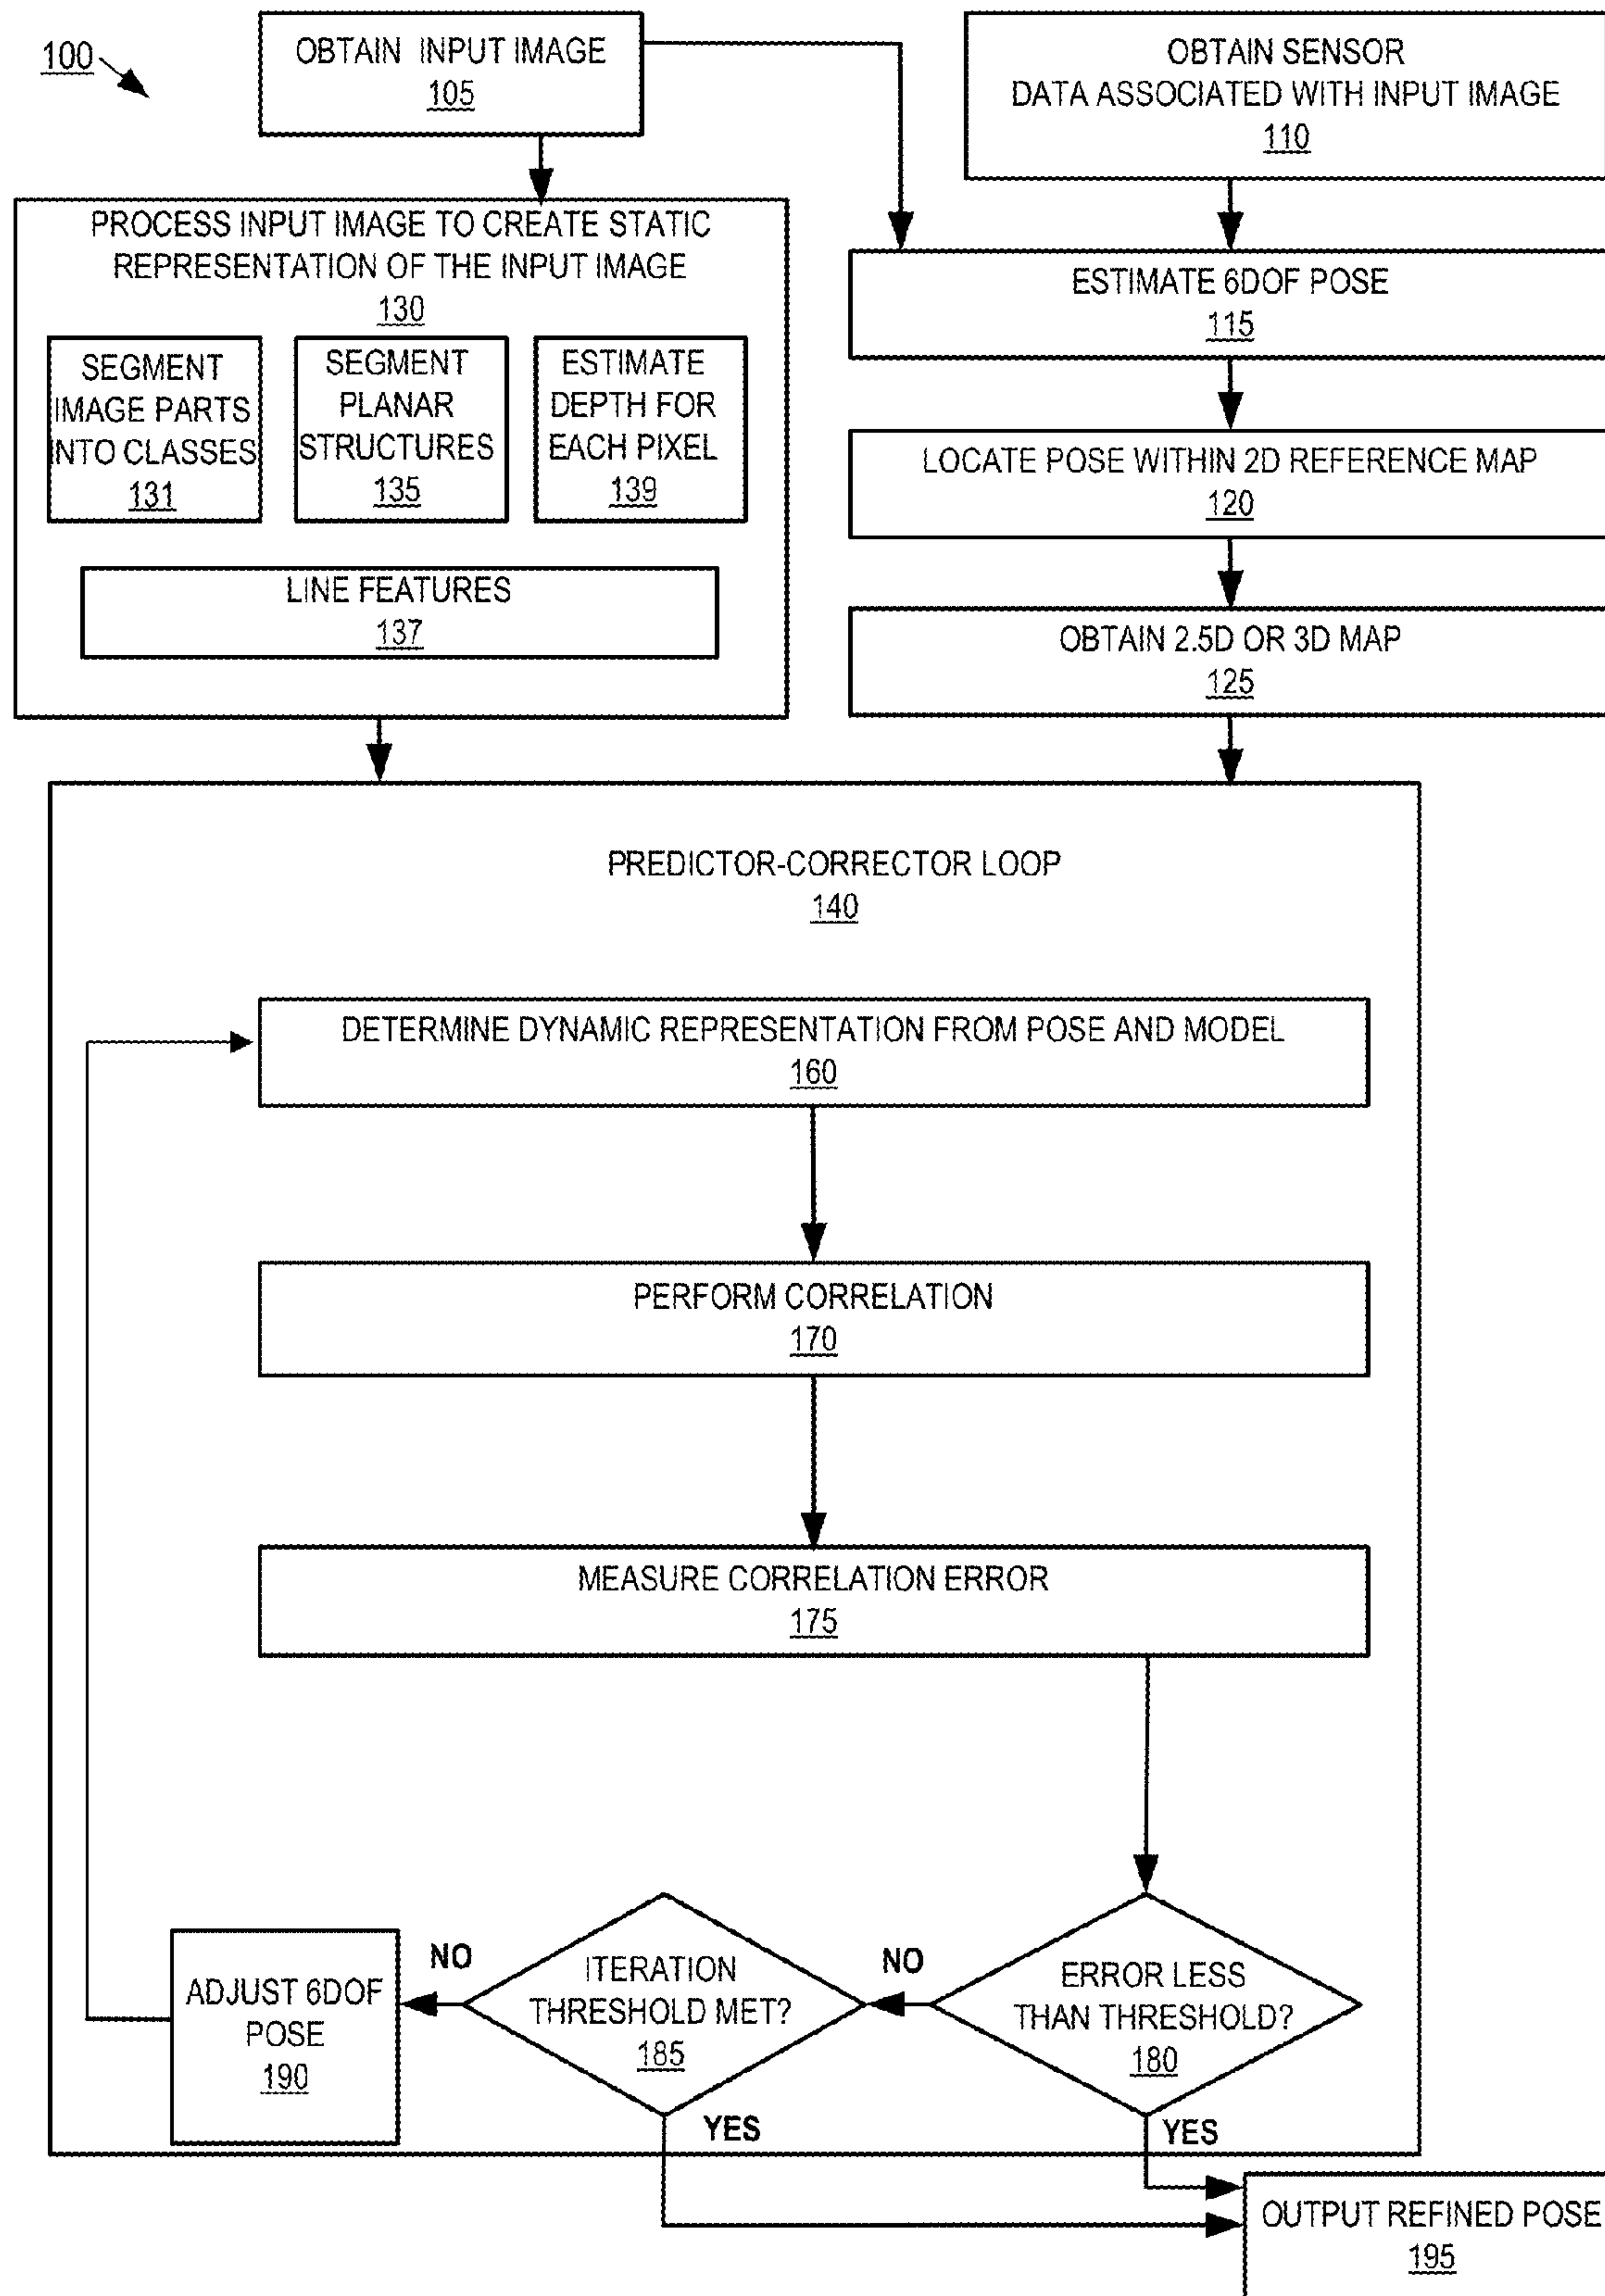 100
OBTAIN INPUT IMAGE
105
OBTAIN SENSOR
DATA ASSOCIATED WITH INPUT IMAGE
110
PROCESS INPUT IMAGE TO CREATE STATIC
REPRESENTATION OF THE INPUT IMAGE
130
SEGMENT
IMAGE PARTS
INTO CLASSES
131
SEGMENT
PLANAR
STRUCTURES
135
ESTIMATE
DEPTH FOR
EACH PIXEL
139
LINE FEATURES
137
ESTIMATE 6DOF POSE
115
LOCATE POSE WITHIN 2D REFERENCE MAP
120
OBTAIN 2.5D OR 3D MAP
125
PREDICTOR-CORRECTOR LOOP
140
DETERMINE DYNAMIC REPRESENTATION FROM POSE AND MODEL
160
PERFORM CORRELATION
170
MEASURE CORRELATION ERROR
175
ERROR LESS
THAN THRESHOLD?
180
NO
YES
ITERATION
THRESHOLD MET?
185
NO
YES
ADJUST 6DOF
POSE
190
OUTPUT REFINED POSE
195